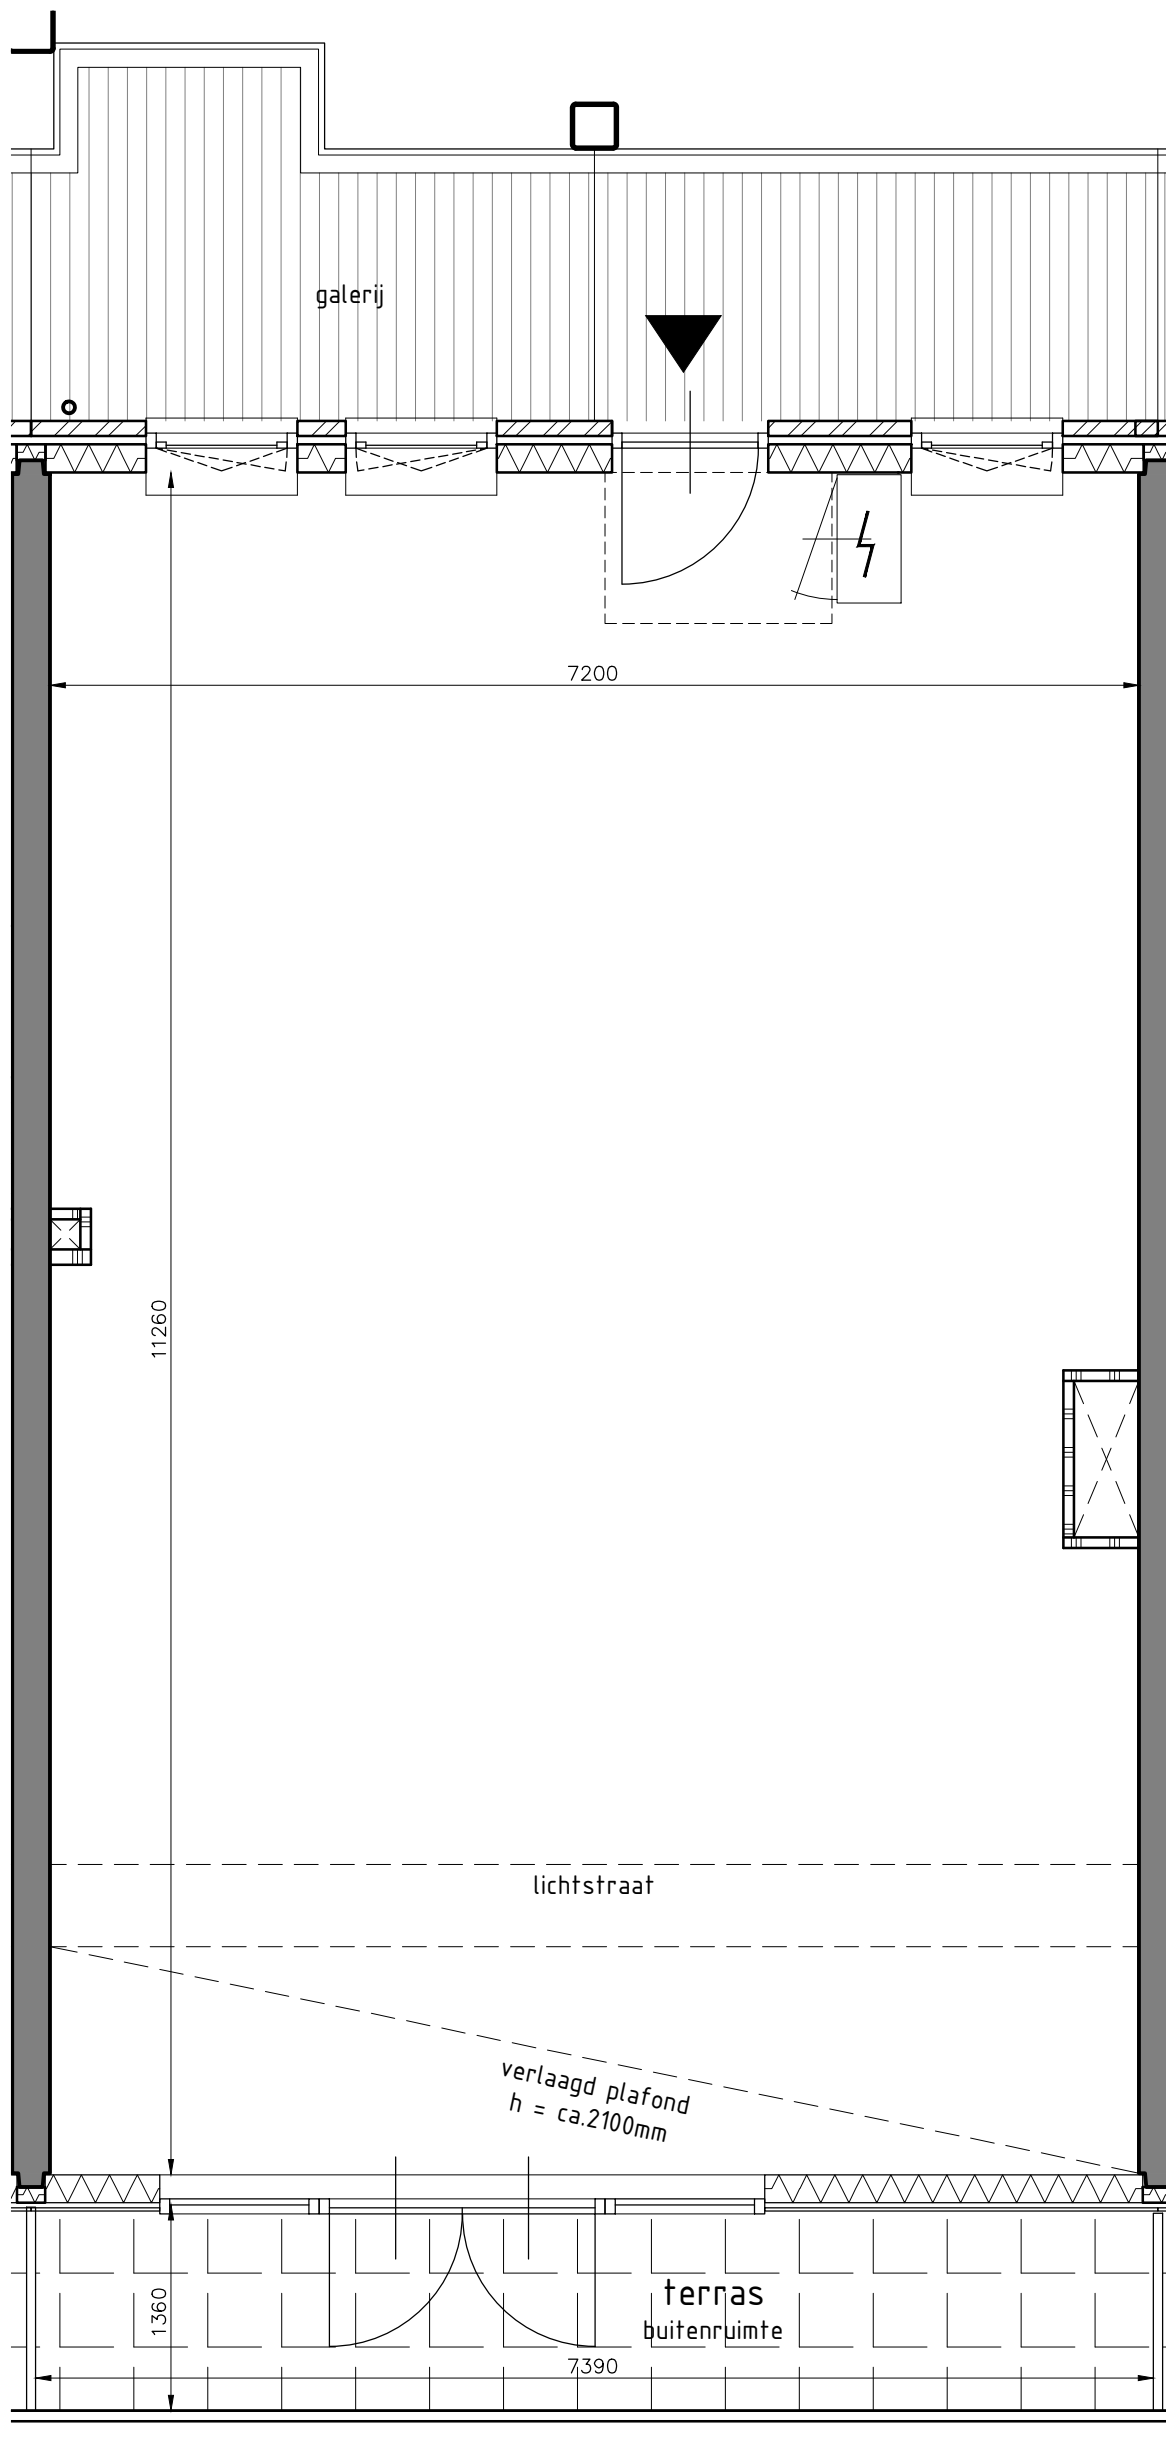 galerij
7200
11260
lichtstraat
verlaagd plafond
h = ca.2100mm
terras
buitenruimte
1360
7390